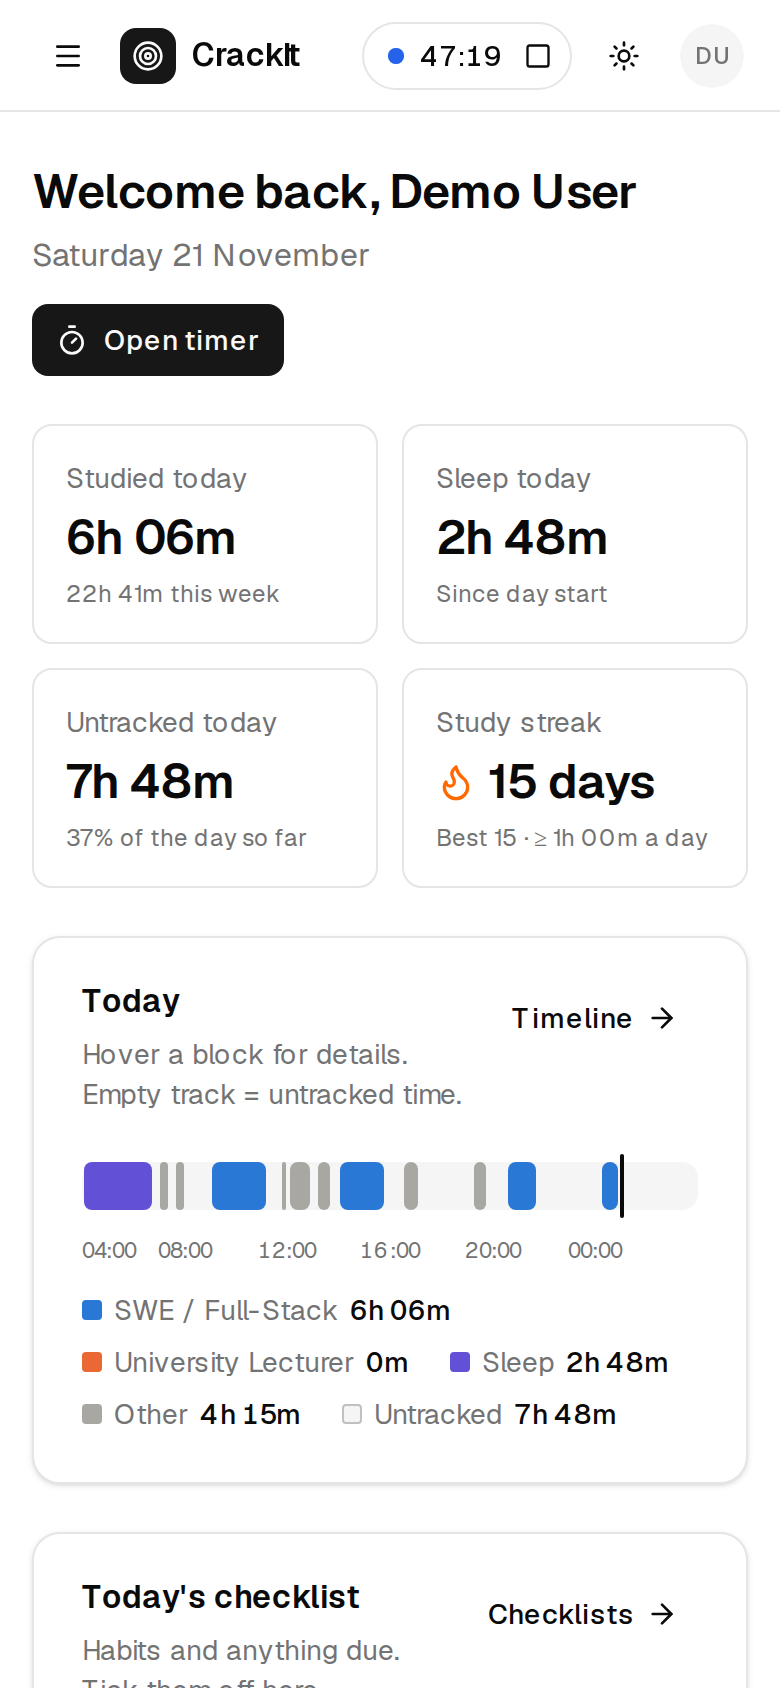 CrackIt
47:19
DU
Welcome back, Demo User
Saturday 21 November
Open timer
Studied today
6h 06m
22h 41m this week
Sleep today
2h 48m
Since day start
Untracked today
7h 48m
37% of the day so far
Study streak
15 days
Best 15 · ≥ 1h 00m a day
Today
Timeline
Hover a block for details.
Empty track = untracked time.
04:00 08:00 12:00 16:00 20:00 00:00
SWE / Full-Stack 6h 06m
University Lecturer 0m Sleep 2h 48m
Other 4h 15m Untracked 7h 48m
Today's checklist
Checklists
Habits and anything due.
Tick them off here